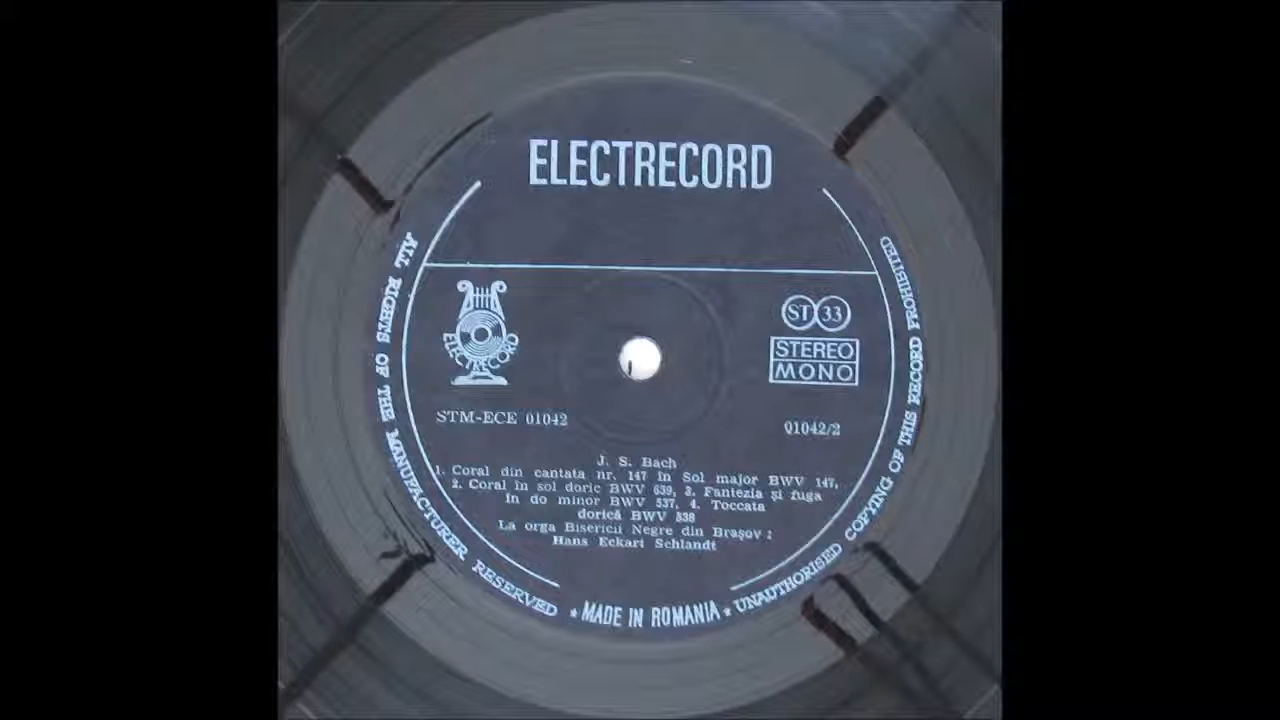 ELECTRECORD
ST 33
STEREO
MONO
ELECTRECORD
STM-ECE 01042
01042/2
J. S. Bach
1. Coral din cantata nr. 147 în Sol major BWV 147,
2. Coral în sol doric BWV 639, 3. Fantezia și fuga
în do minor BWV 537, 4. Toccata
dorică BWV 538
La orga Bisericii Negre din Brașov :
Hans Eckart Schlandt
ALL RIGHTS OF THE MANUFACTURER RESERVED * MADE IN ROMANIA * UNAUTHORISED COPYING OF THIS RECORD PROHIBITED